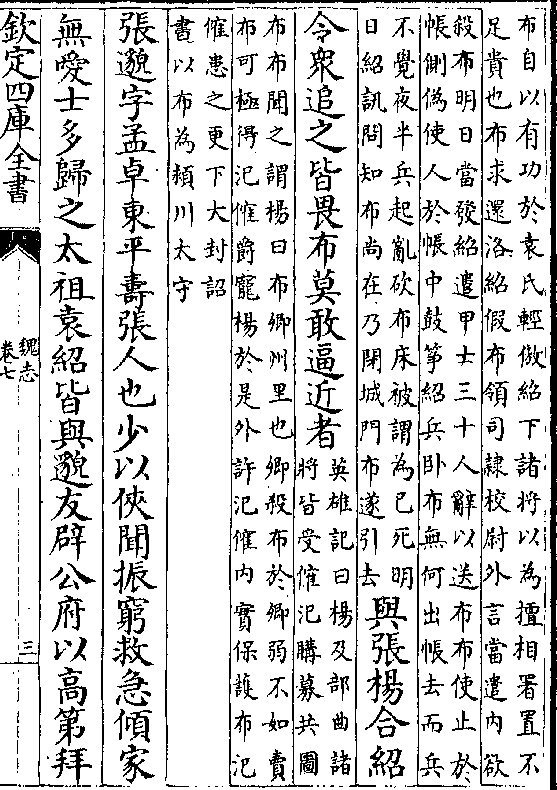 布自以有功於袁氏輕傲紹下諸將以為擅相署置不
足貴也布求還洛紹假布領司隸校尉外言當遣內欲
殺布明日當發紹遣甲士三十人辭以送布布使止於
帳側偽使人於帳中鼓筝紹兵卧布無何出帳去而兵
不覺夜半兵起亂斫布床被謂為已死明
日紹訊問知布尚在乃閉城門布遂引去
與張楊合紹
令衆追之皆畏布莫敢逼近者
英雄記曰楊及部曲諸
將皆受傕汜購募共圖
布布聞之謂楊曰布卿州里也卿殺布於卿弱不如賣
布可極得汜傕爵寵楊於是外許汜傕內實保護布汜
傕患之更下大封詔
書以布為穎川太守
張邈字孟卓東平壽張人也少以俠聞振窮救急傾家
無愛士多歸之太祖袁紹皆與邈友辟公府以高第拜
欽定四庫全書
魏志
卷七
三